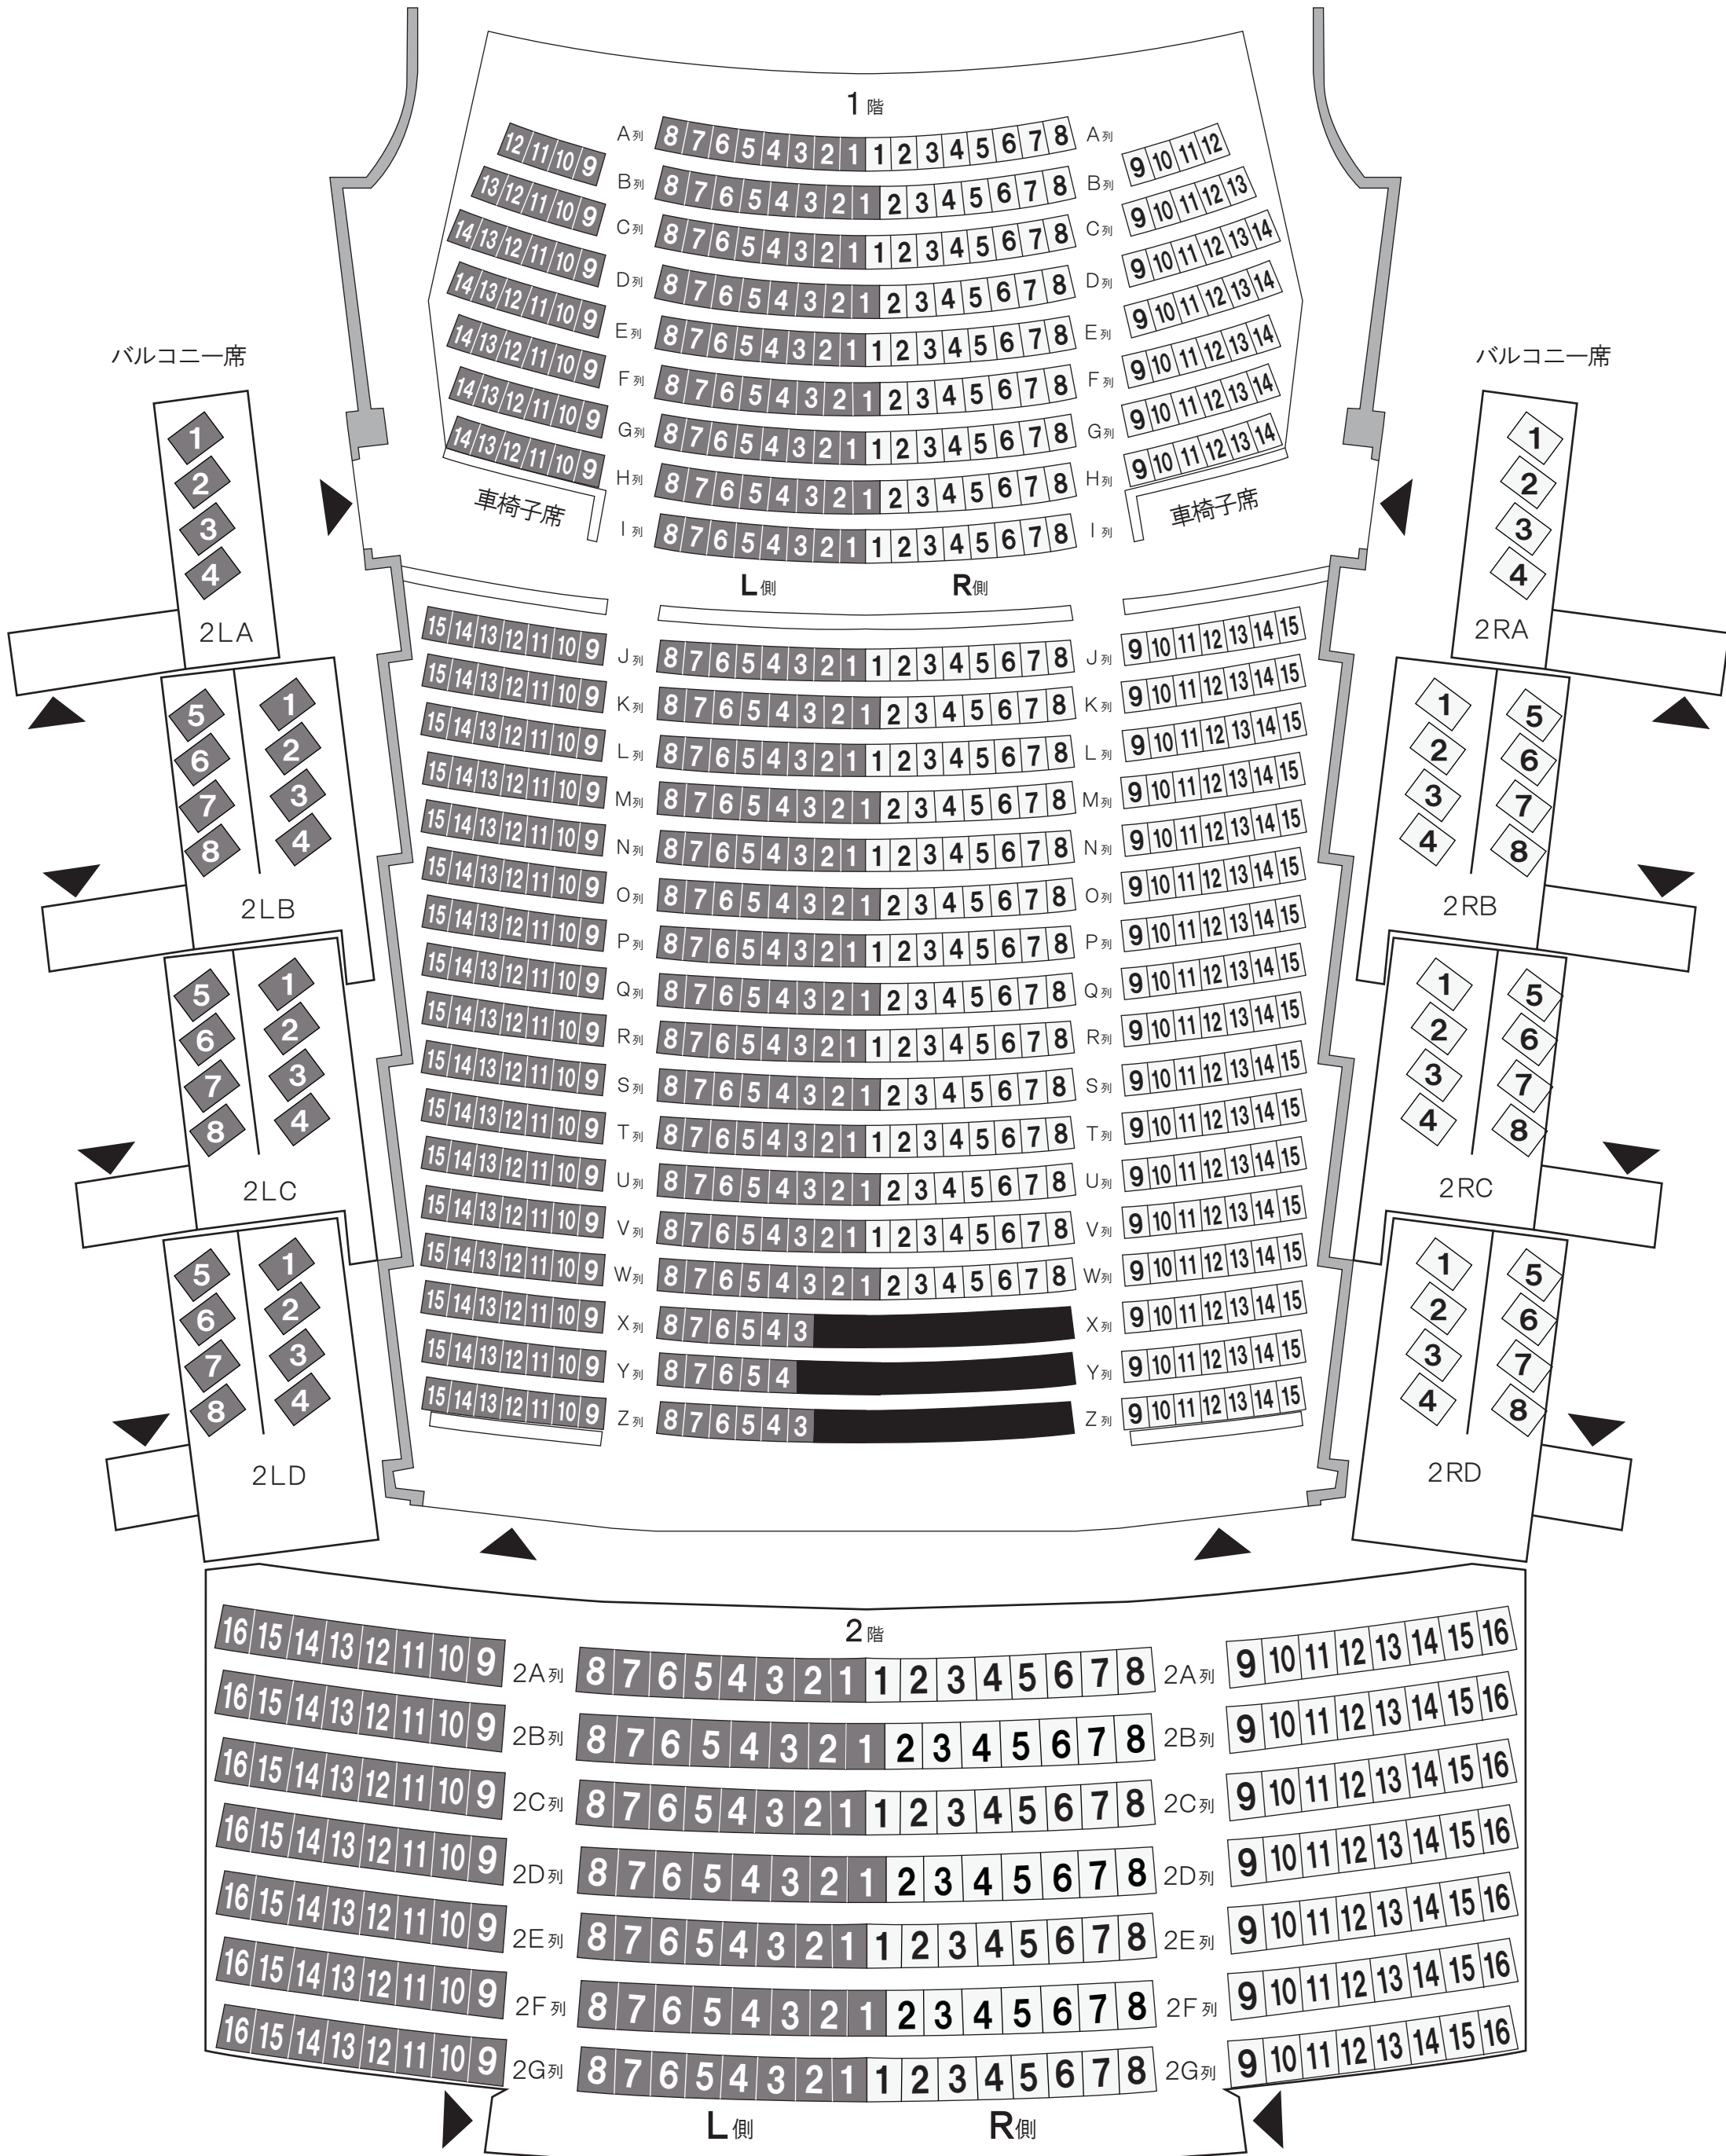 1階
12 11 10 9 A列 8 7 6 5 4 3 2 1 1 2 3 4 5 6 7 8 A列 9 10 11 12
13 12 11 10 9 B列 8 7 6 5 4 3 2 1 2 3 4 5 6 7 8 B列 9 10 11 12 13
14 13 12 11 10 9 C列 8 7 6 5 4 3 2 1 1 2 3 4 5 6 7 8 C列 9 10 11 12 13 14
14 13 12 11 10 9 D列 8 7 6 5 4 3 2 1 2 3 4 5 6 7 8 D列 9 10 11 12 13 14
14 13 12 11 10 9 E列 8 7 6 5 4 3 2 1 1 2 3 4 5 6 7 8 E列 9 10 11 12 13 14
14 13 12 11 10 9 F列 8 7 6 5 4 3 2 1 2 3 4 5 6 7 8 F列 9 10 11 12 13 14
14 13 12 11 10 9 G列 8 7 6 5 4 3 2 1 1 2 3 4 5 6 7 8 G列 9 10 11 12 13 14
H列 8 7 6 5 4 3 2 1 2 3 4 5 6 7 8 H列
車椅子席 車椅子席
I列 8 7 6 5 4 3 2 1 1 2 3 4 5 6 7 8 I列
L側 R側
15 14 13 12 11 10 9 J列 8 7 6 5 4 3 2 1 1 2 3 4 5 6 7 8 J列 9 10 11 12 13 14 15
15 14 13 12 11 10 9 K列 8 7 6 5 4 3 2 1 2 3 4 5 6 7 8 K列 9 10 11 12 13 14 15
15 14 13 12 11 10 9 L列 8 7 6 5 4 3 2 1 1 2 3 4 5 6 7 8 L列 9 10 11 12 13 14 15
15 14 13 12 11 10 9 M列 8 7 6 5 4 3 2 1 2 3 4 5 6 7 8 M列 9 10 11 12 13 14 15
15 14 13 12 11 10 9 N列 8 7 6 5 4 3 2 1 1 2 3 4 5 6 7 8 N列 9 10 11 12 13 14 15
15 14 13 12 11 10 9 O列 8 7 6 5 4 3 2 1 2 3 4 5 6 7 8 O列 9 10 11 12 13 14 15
15 14 13 12 11 10 9 P列 8 7 6 5 4 3 2 1 1 2 3 4 5 6 7 8 P列 9 10 11 12 13 14 15
15 14 13 12 11 10 9 Q列 8 7 6 5 4 3 2 1 2 3 4 5 6 7 8 Q列 9 10 11 12 13 14 15
15 14 13 12 11 10 9 R列 8 7 6 5 4 3 2 1 1 2 3 4 5 6 7 8 R列 9 10 11 12 13 14 15
15 14 13 12 11 10 9 S列 8 7 6 5 4 3 2 1 2 3 4 5 6 7 8 S列 9 10 11 12 13 14 15
15 14 13 12 11 10 9 T列 8 7 6 5 4 3 2 1 1 2 3 4 5 6 7 8 T列 9 10 11 12 13 14 15
15 14 13 12 11 10 9 U列 8 7 6 5 4 3 2 1 2 3 4 5 6 7 8 U列 9 10 11 12 13 14 15
15 14 13 12 11 10 9 V列 8 7 6 5 4 3 2 1 1 2 3 4 5 6 7 8 V列 9 10 11 12 13 14 15
15 14 13 12 11 10 9 W列 8 7 6 5 4 3 2 1 2 3 4 5 6 7 8 W列 9 10 11 12 13 14 15
15 14 13 12 11 10 9 X列 8 7 6 5 4 3 X列 9 10 11 12 13 14 15
15 14 13 12 11 10 9 Y列 8 7 6 5 4 Y列 9 10 11 12 13 14 15
15 14 13 12 11 10 9 Z列 8 7 6 5 4 3 Z列 9 10 11 12 13 14 15
バルコニー席
1
2
3
4
2LA
5 1
6 2
7 3
8 4
2LB
5 1
6 2
7 3
8 4
2LC
5 1
6 2
7 3
8 4
2LD
バルコニー席
1
2
3
4
2RA
1 5
2 6
3 7
4 8
2RB
1 5
2 6
3 7
4 8
2RC
1 5
2 6
3 7
4 8
2RD
2階
16 15 14 13 12 11 10 9 2A列 8 7 6 5 4 3 2 1 1 2 3 4 5 6 7 8 2A列 9 10 11 12 13 14 15 16
16 15 14 13 12 11 10 9 2B列 8 7 6 5 4 3 2 1 2 3 4 5 6 7 8 2B列 9 10 11 12 13 14 15 16
16 15 14 13 12 11 10 9 2C列 8 7 6 5 4 3 2 1 1 2 3 4 5 6 7 8 2C列 9 10 11 12 13 14 15 16
16 15 14 13 12 11 10 9 2D列 8 7 6 5 4 3 2 1 2 3 4 5 6 7 8 2D列 9 10 11 12 13 14 15 16
16 15 14 13 12 11 10 9 2E列 8 7 6 5 4 3 2 1 1 2 3 4 5 6 7 8 2E列 9 10 11 12 13 14 15 16
16 15 14 13 12 11 10 9 2F列 8 7 6 5 4 3 2 1 2 3 4 5 6 7 8 2F列 9 10 11 12 13 14 15 16
16 15 14 13 12 11 10 9 2G列 8 7 6 5 4 3 2 1 1 2 3 4 5 6 7 8 2G列 9 10 11 12 13 14 15 16
L側 R側